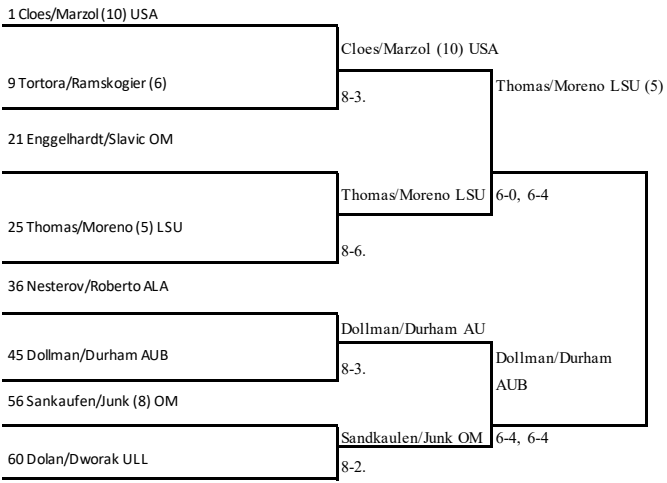 1 Cloes/Marzol (10) USA
Cloes/Marzol (10) USA
9 Tortora/Ramskogier (6)
8-3.
Thomas/Moreno LSU (5)
21 Enggelhardt/Slavic OM
Thomas/Moreno LSU
6-0, 6-4
25 Thomas/Moreno (5) LSU
8-6.
36 Nesterov/Roberto ALA
Dollman/Durham AU
45 Dollman/Durham AUB
8-3.
Dollman/Durham
AUB
56 Sankaufen/Junk (8) OM
Sandkaulen/Junk OM
6-4, 6-4
60 Dolan/Dworak ULL
8-2.